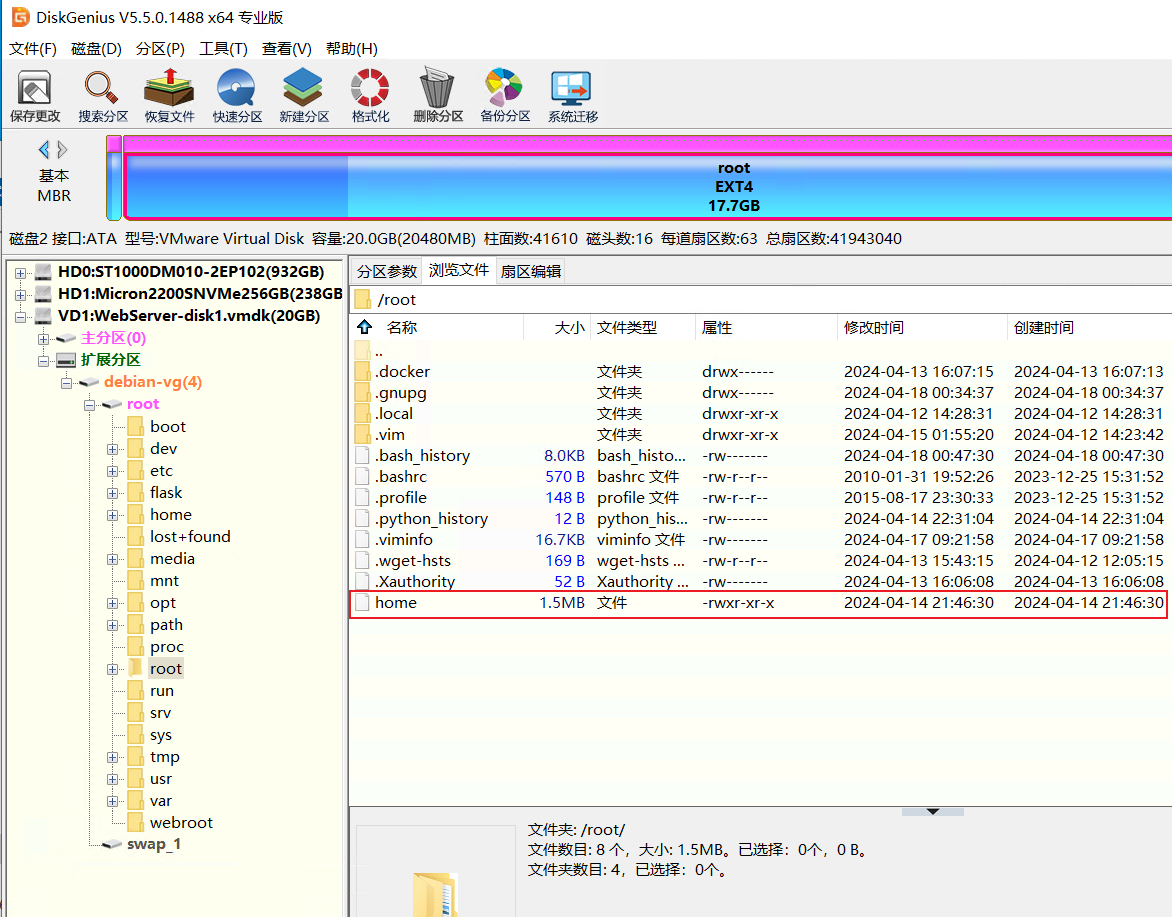 DiskGenius V5.5.0.1488 x64 专业版
文件(F) 磁盘(D) 分区(P) 工具(T) 查看(V) 帮助(H)
保存更改 搜索分区 恢复文件 快速分区 新建分区 格式化 删除分区 备份分区 系统迁移
基本
MBR
root
EXT4
17.7GB
磁盘2 接口:ATA 型号:VMware Virtual Disk 容量:20.0GB(20480MB) 柱面数:41610 磁头数:16 每道扇区数:63 总扇区数:41943040
HD0:ST1000DM010-2EP102(932GB)
HD1:Micron2200SNVMe256GB(238GB
VD1:WebServer-disk1.vmdk(20GB)
主分区(0)
扩展分区
debian-vg(4)
root
boot
dev
etc
flask
home
lost+found
media
mnt
opt
path
proc
root
run
srv
sys
tmp
usr
var
webroot
swap_1
分区参数 浏览文件 扇区编辑
/root
名称 大小 文件类型 属性 修改时间 创建时间
..
.docker 文件夹 drwx------ 2024-04-13 16:07:15 2024-04-13 16:07:13
.gnupg 文件夹 drwx------ 2024-04-18 00:34:37 2024-04-18 00:34:37
.local 文件夹 drwxr-xr-x 2024-04-12 14:28:31 2024-04-12 14:28:31
.vim 文件夹 drwxr-xr-x 2024-04-15 01:55:20 2024-04-12 14:23:42
.bash_history 8.0KB bash_histo... -rw------- 2024-04-18 00:47:30 2024-04-18 00:47:30
.bashrc 570 B bashrc 文件 -rw-r--r-- 2010-01-31 19:52:26 2023-12-25 15:31:52
.profile 148 B profile 文件 -rw-r--r-- 2015-08-17 23:30:33 2023-12-25 15:31:52
.python_history 12 B python_his... -rw------- 2024-04-14 22:31:04 2024-04-14 22:31:04
.viminfo 16.7KB viminfo 文件 -rw------- 2024-04-17 09:21:58 2024-04-17 09:21:58
.wget-hsts 169 B wget-hsts ... -rw-r--r-- 2024-04-13 15:43:15 2024-04-12 12:05:15
.Xauthority 52 B Xauthority ... -rw------- 2024-04-13 16:06:08 2024-04-13 16:06:08
home 1.5MB 文件 -rwxr-xr-x 2024-04-14 21:46:30 2024-04-14 21:46:30
文件夹: /root/
文件数目: 8 个，大小: 1.5MB。已选择：0个，0 B。
文件夹数目: 4，已选择：0个。